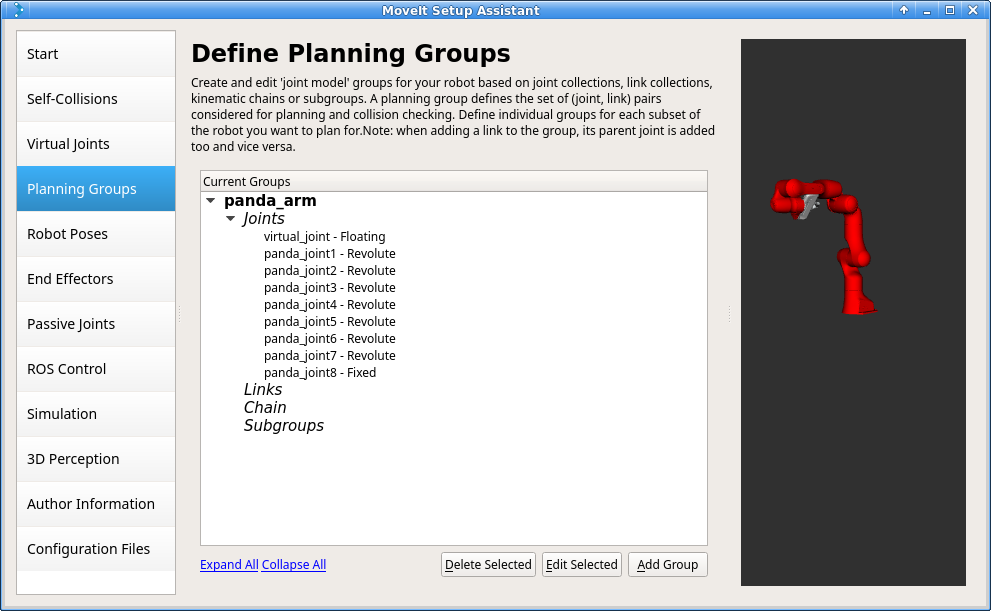 MoveIt Setup Assistant
Start
Self-Collisions
Virtual Joints
Planning Groups
Robot Poses
End Effectors
Passive Joints
ROS Control
Simulation
3D Perception
Author Information
Configuration Files
Define Planning Groups
Create and edit 'joint model' groups for your robot based on joint collections, link collections,
kinematic chains or subgroups. A planning group defines the set of (joint, link) pairs
considered for planning and collision checking. Define individual groups for each subset of
the robot you want to plan for.Note: when adding a link to the group, its parent joint is added
too and vice versa.
Current Groups
panda_arm
Joints
virtual_joint - Floating
panda_joint1 - Revolute
panda_joint2 - Revolute
panda_joint3 - Revolute
panda_joint4 - Revolute
panda_joint5 - Revolute
panda_joint6 - Revolute
panda_joint7 - Revolute
panda_joint8 - Fixed
Links
Chain
Subgroups
Expand All Collapse All
Delete Selected
Edit Selected
Add Group